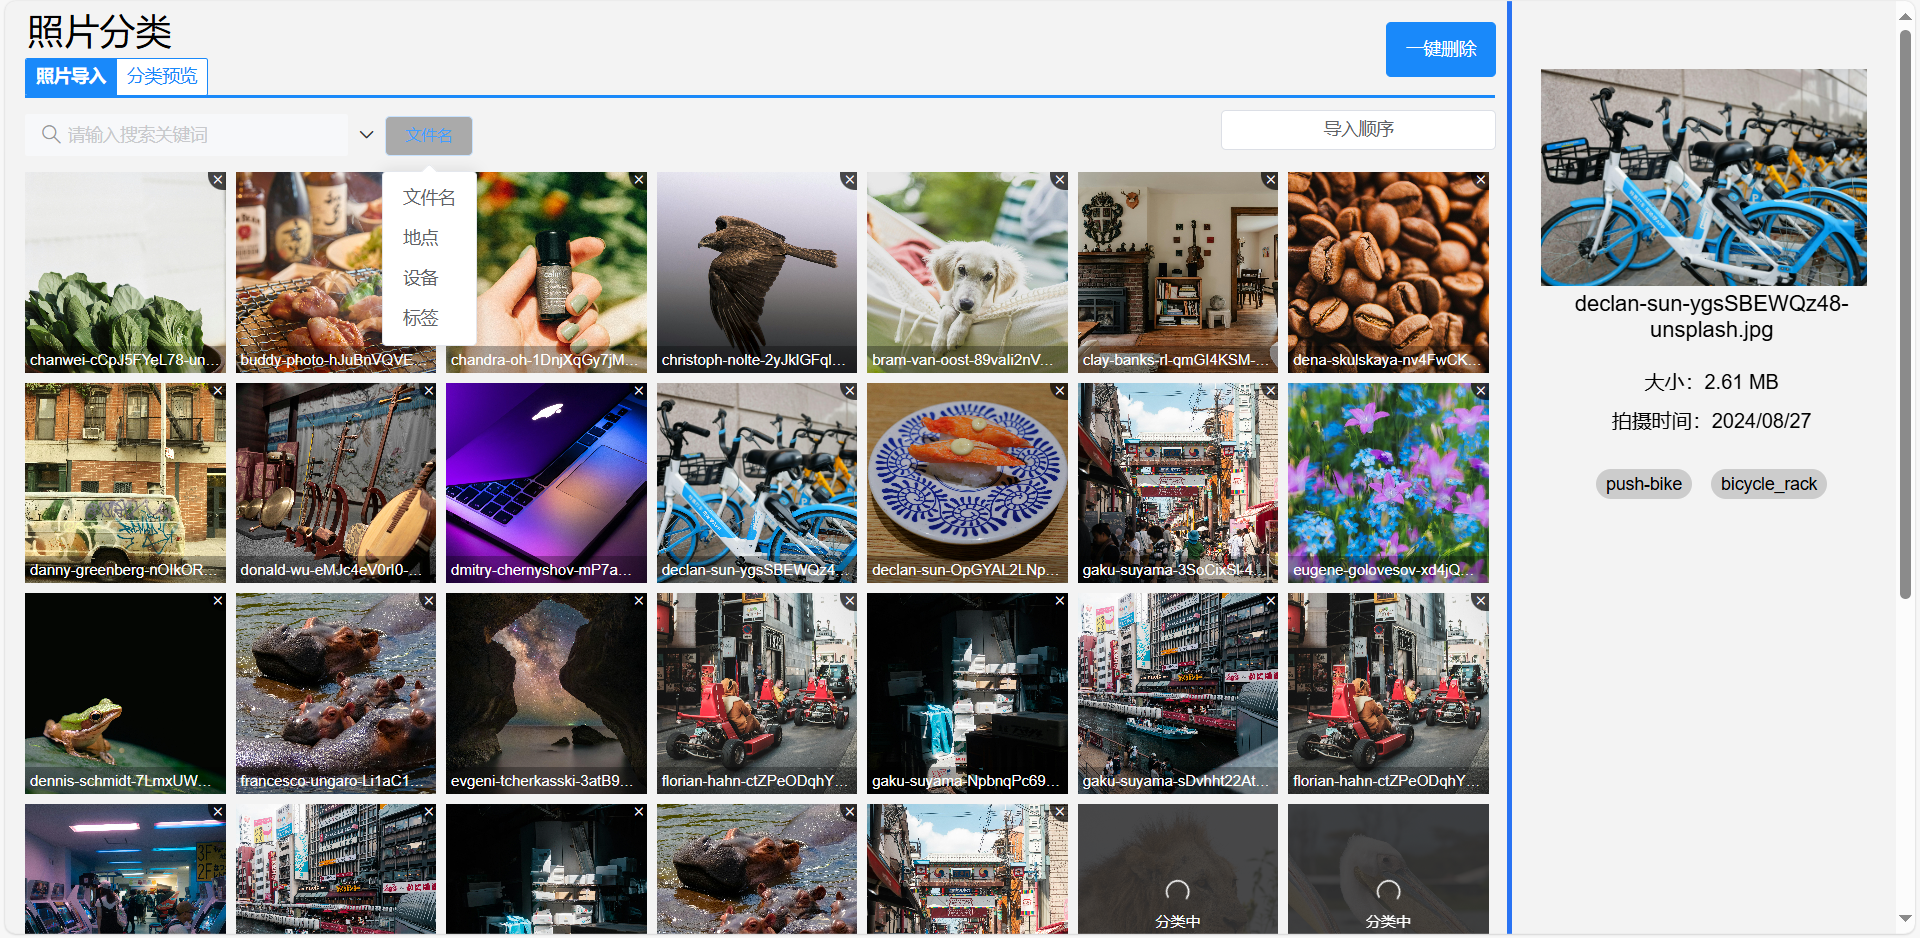 照片分类
一键删除
照片导入
分类预览
请输入搜索关键词
文件名
导入顺序
文件名
地点
设备
标签
chanwei-cCpJ5FYeL78-un...
buddy-photo-hJuBnVQVE...
chandra-oh-1DnjXqGy7jM...
christoph-nolte-2yJkIGFqI...
bram-van-oost-89vaIi2nV...
clay-banks-rl-qmGI4KSM-...
dena-skulskaya-nv4FwCK...
danny-greenberg-nOIkOR...
donald-wu-eMJc4eV0rI0-...
dmitry-chernyshov-mP7a...
declan-sun-ygsSBEWQz4...
declan-sun-OpGYAL2LNp...
gaku-suyama-3SoCixSl-4...
eugene-golovesov-xd4jQ...
dennis-schmidt-7LmxUW...
francesco-ungaro-Li1aC1...
evgeni-tcherkasski-3atB9...
florian-hahn-ctZPeODqhY...
gaku-suyama-NpbnqPc69...
gaku-suyama-sDvhht22At...
florian-hahn-ctZPeODqhY...
3F
2F
分类中
分类中
declan-sun-ygsSBEWQz48-
unsplash.jpg
大小：2.61 MB
拍摄时间：2024/08/27
push-bike
bicycle_rack